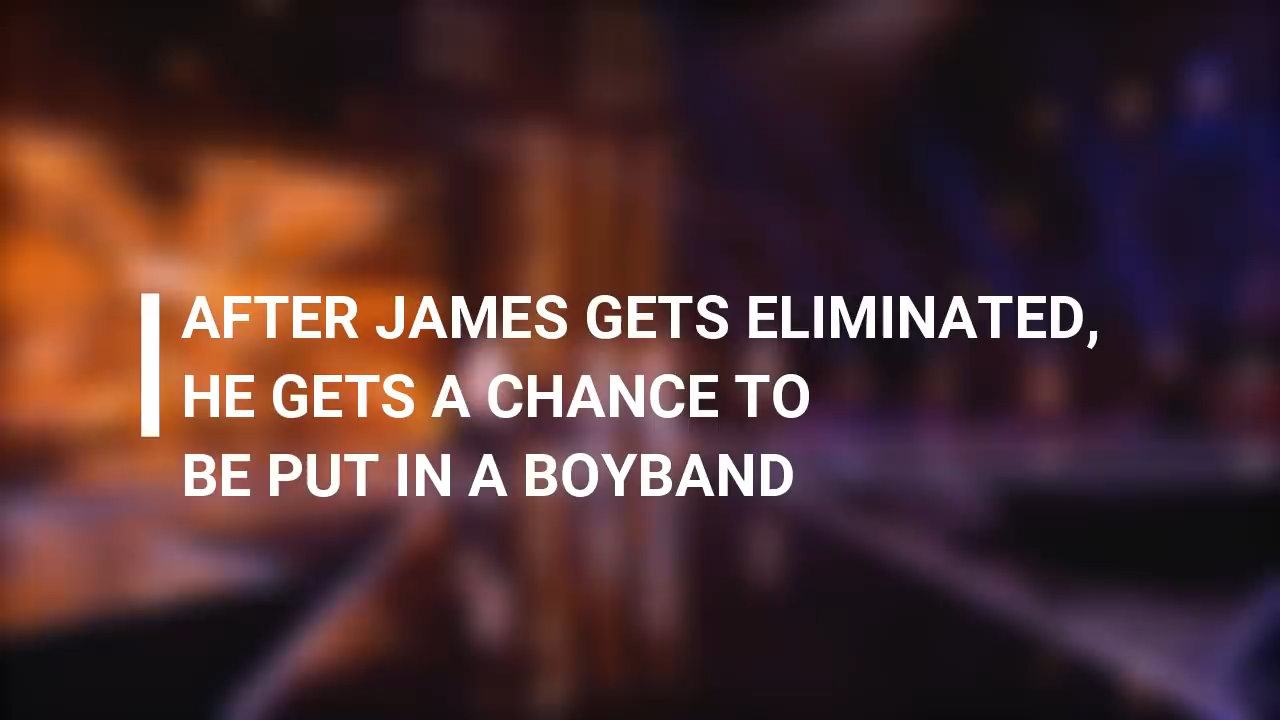 AFTER JAMES GETS ELIMINATED,
HE GETS A CHANCE TO
BE PUT IN A BOYBAND